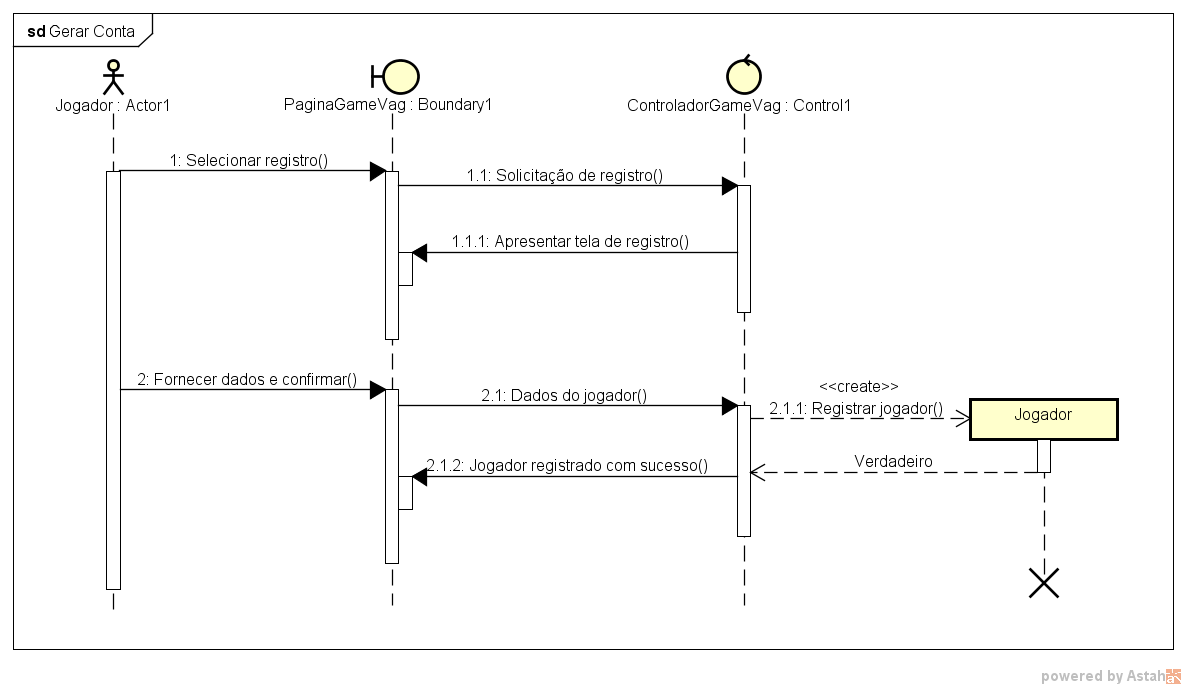 sd Gerar Conta
Jogador : Actor1
PaginaGameVag : Boundary1
ControladorGameVag : Control1
1: Selecionar registro()
1.1: Solicitação de registro()
1.1.1: Apresentar tela de registro()
2: Fornecer dados e confirmar()
2.1: Dados do jogador()
<<create>>
2.1.1: Registrar jogador()
Jogador
Verdadeiro
2.1.2: Jogador registrado com sucesso()
powered by Astah